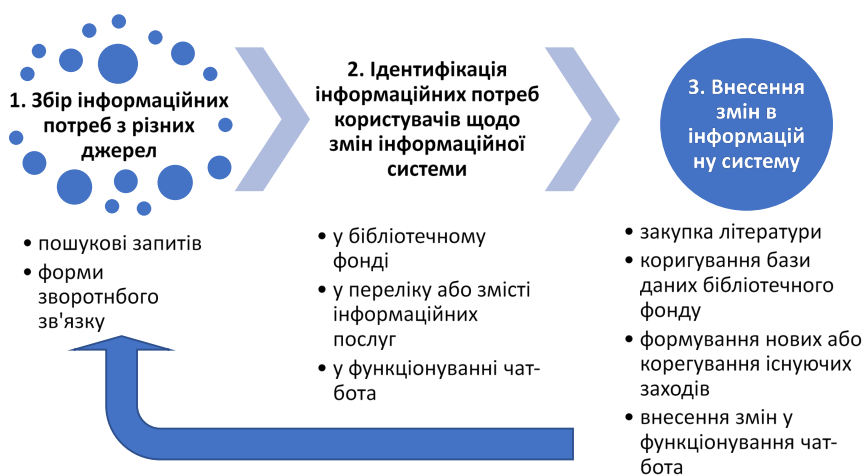 1. Збір інформаційних
потреб з різних
джерел
• пошукові запитів
• форми
зворотнбого
зв'язку
2. Ідентифікація
інформаційних потреб
користувачів щодо
змін інформаційної
системи
• у бібліотечному
фонді
• у переліку або змісті
інформаційних
послуг
• у функціонуванні чат-
бота
3. Внесення
змін в
інформацій
ну систему
• закупка літератури
• коригування бази
даних бібліотечного
фонду
• формування нових або
корегування існуючих
заходів
• внесення змін у
функціонування чат-
бота